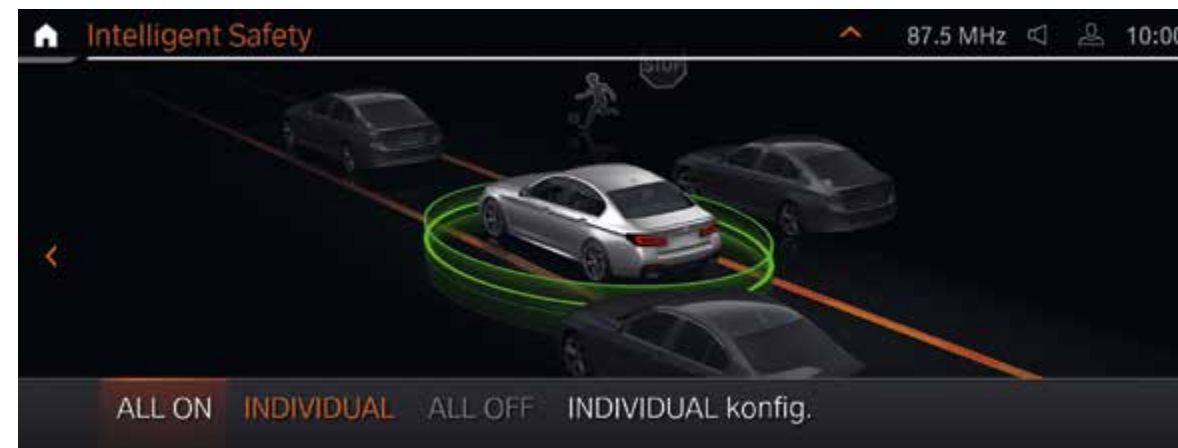 Intelligent Safety 87.5 MHz 10:00
STOP
ALL ON INDIVIDUAL ALL OFF INDIVIDUAL konfig.